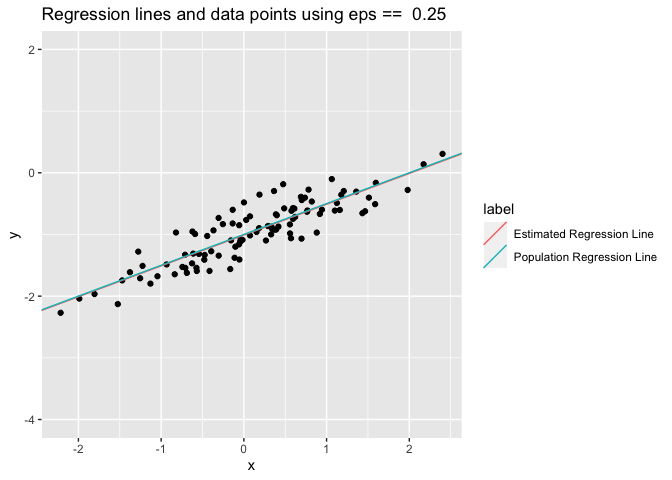 Regression lines and data points using eps ==  0.25
2
0
-2
-4
y
-2
-1
0
1
2
x
label
Estimated Regression Line
Population Regression Line